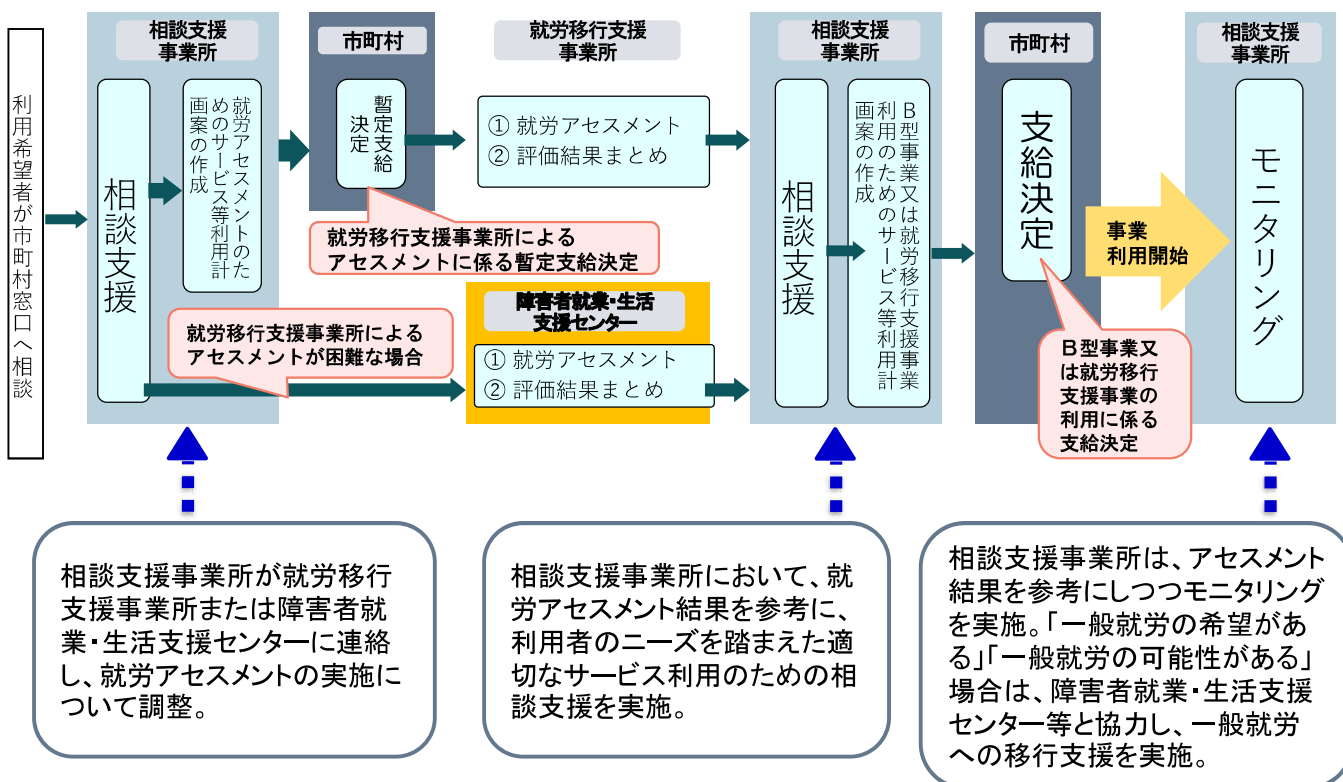 利用希望者が市町村窓口へ相談
相談支援
事業所
相談支援
就労アセスメントのた
めのサービス等利用計
画案の作成
市町村
暫定支給
決定
就労移行支援事業所による
アセスメントに係る暫定支給決定
就労移行支援
事業所
① 就労アセスメント
② 評価結果まとめ
就労移行支援事業所による
アセスメントが困難な場合
障害者就業・生活
支援センター
① 就労アセスメント
② 評価結果まとめ
相談支援
事業所
相談支援
B型事業又は就労移行支援事業
利用のためのサービス等利用計
画案の作成
市町村
支給決定
B型事業又
は就労移行
支援事業の
利用に係る
支給決定
事業
利用開始
相談支援
事業所
モニタリング
相談支援事業所が就労移行
支援事業所または障害者就
業・生活支援センターに連絡
し、就労アセスメントの実施に
ついて調整。
相談支援事業所において、就
労アセスメント結果を参考に、
利用者のニーズを踏まえた適
切なサービス利用のための相
談支援を実施。
相談支援事業所は、アセスメント
結果を参考にしつつモニタリング
を実施。「一般就労の希望があ
る」「一般就労の可能性がある」
場合は、障害者就業・生活支援
センター等と協力し、一般就労
への移行支援を実施。